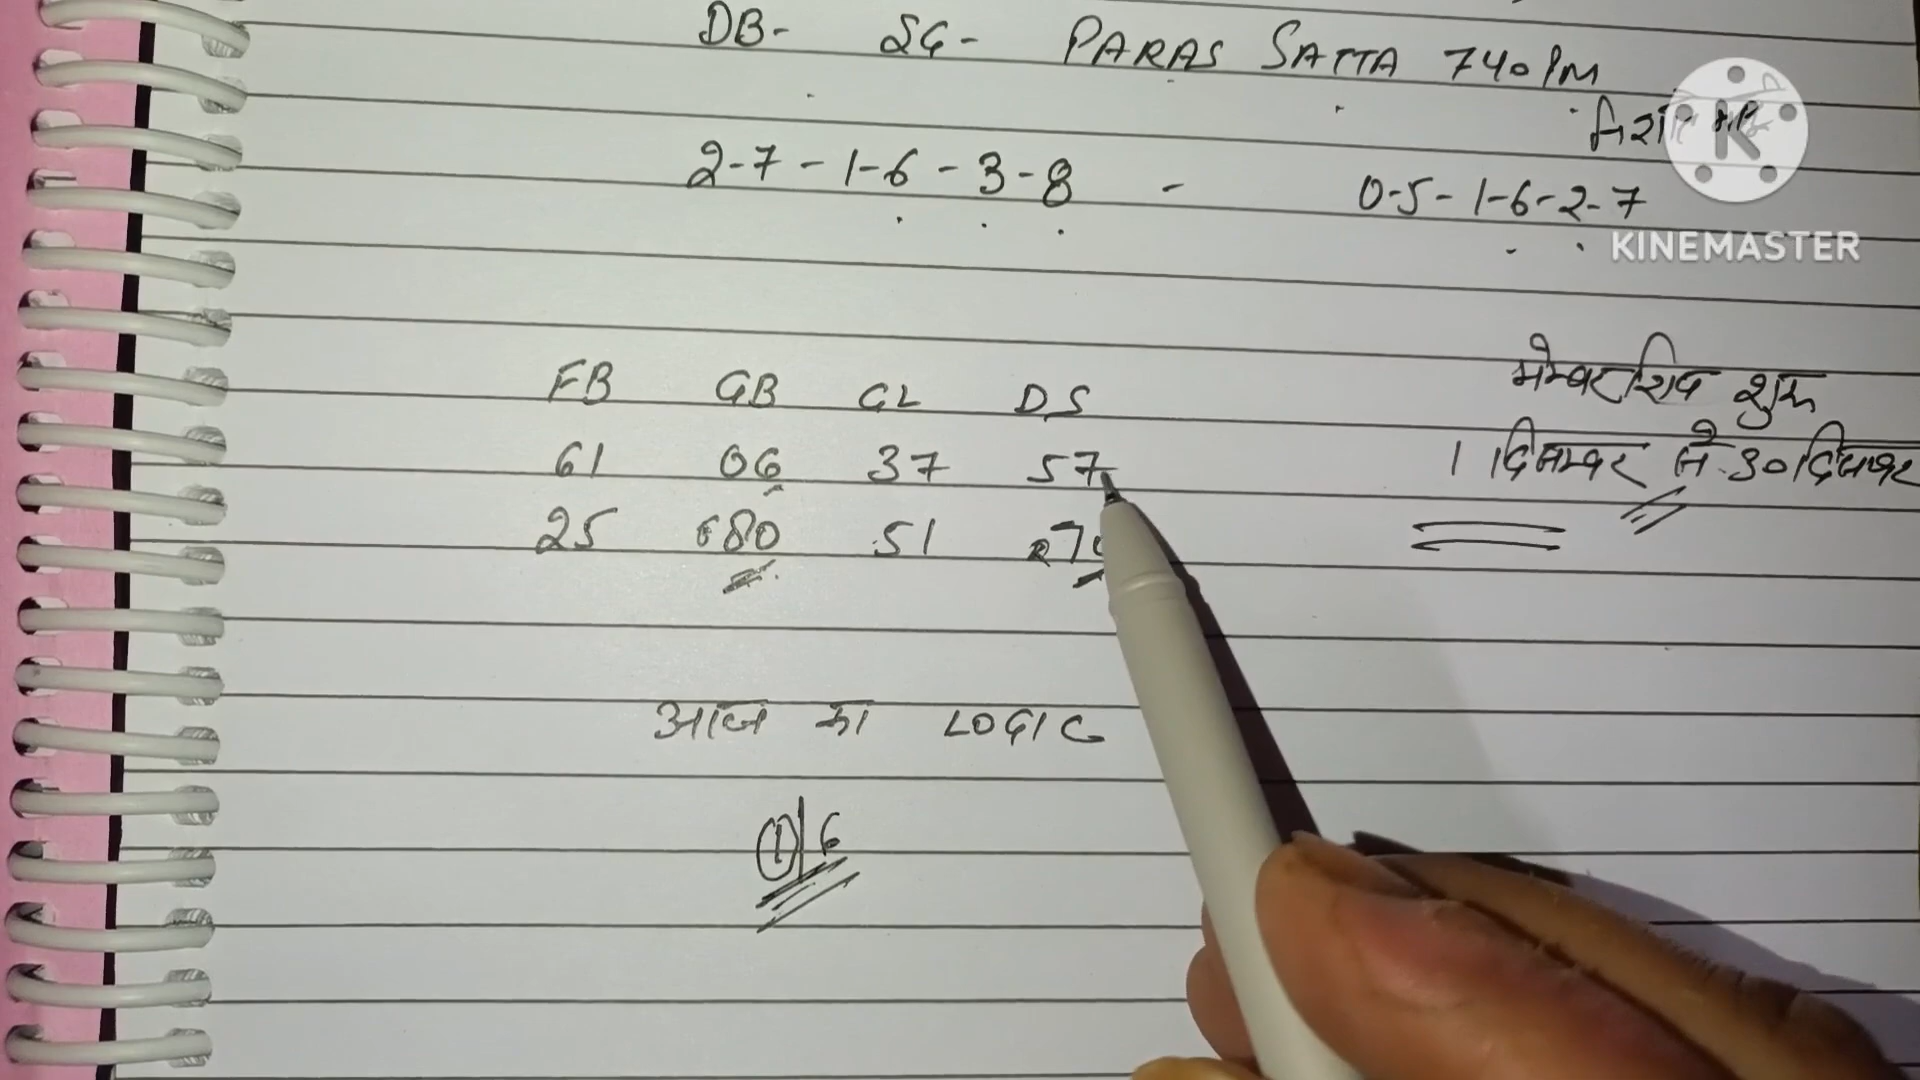 DB- SG- PARAS SATTA 740PM
2-7-1-6-3-8 - 0-5-1-6-2-7
K
KINEMASTER
FB GB GL DS
मेम्बरशिप शुरू
61 06 37 57
1 दिसम्बर से 30 दिसम्बर
25 80 51
आज का LOGIC
1 6